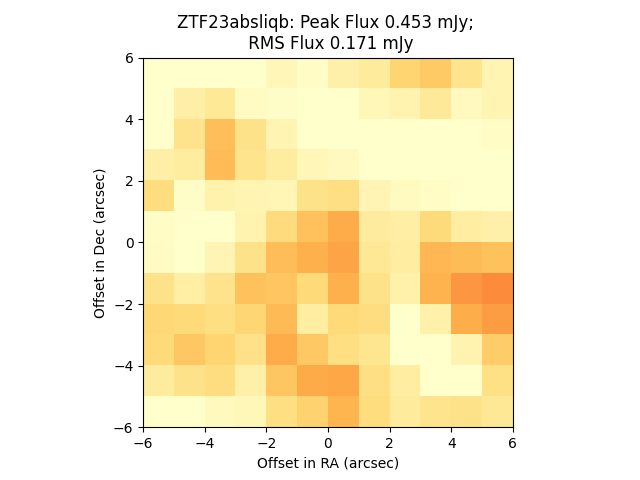 ZTF23absliqb: Peak Flux 0.453 mJy;
RMS Flux 0.171 mJy
6
4
2
0
−2
−4
−6
Offset in Dec (arcsec)
−6 −4 −2 0 2 4 6
Offset in RA (arcsec)